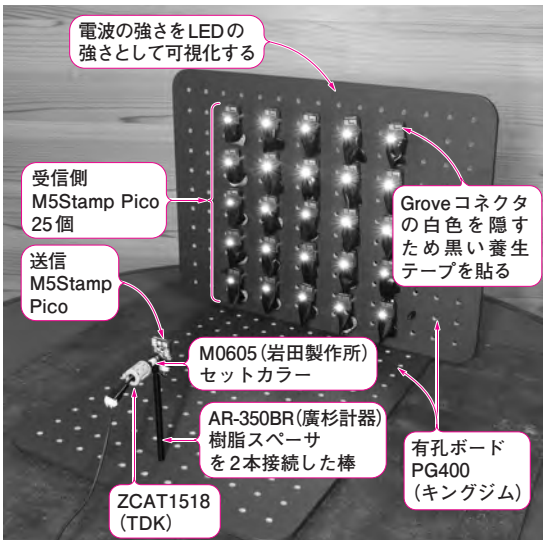 電波の強さをLEDの
強さとして可視化する
受信側
M5Stamp Pico
25個
Groveコネクタ
の白色を隠す
ため黒い養生
テープを貼る
送信
M5Stamp
Pico
M0605(岩田製作所)
セットカラー
AR-350BR(廣杉計器)
樹脂スペーサ
を2本接続した棒
有孔ボード
PG400
(キングジム)
ZCAT1518
(TDK)